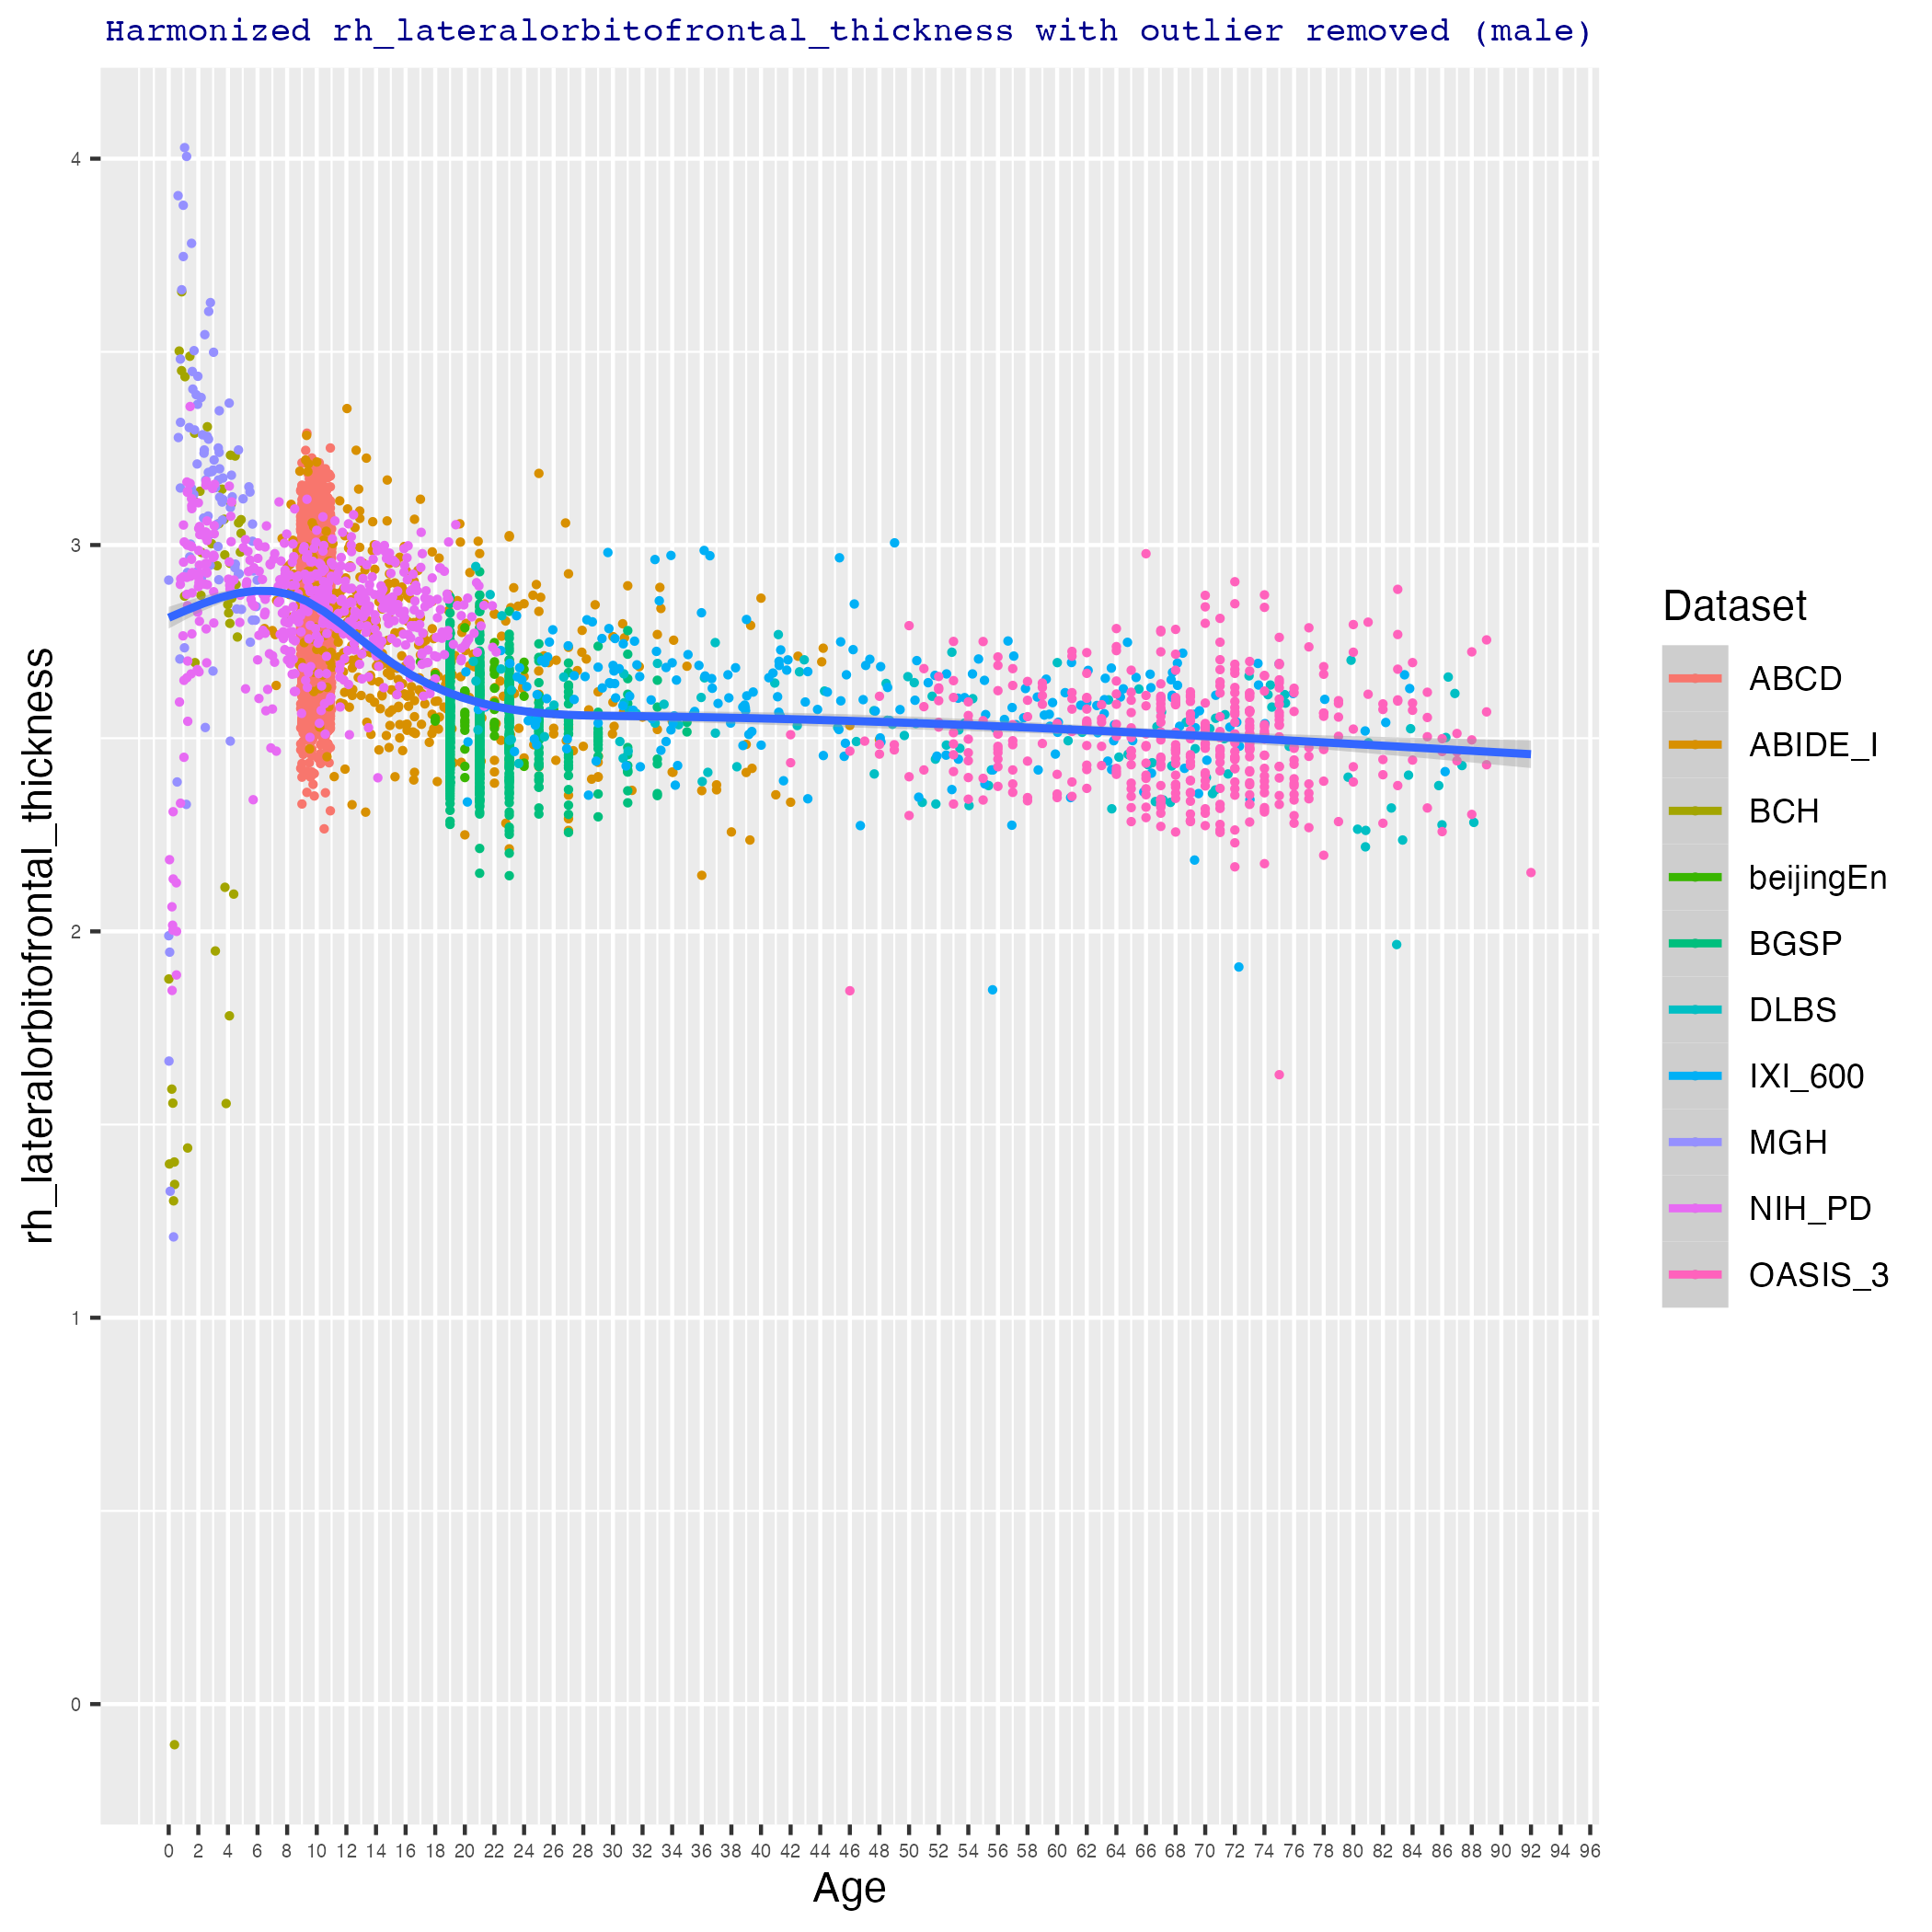 Harmonized rh_lateralorbitofrontal_thickness with outlier removed (male)
rh_lateralorbitofrontal_thickness
4
3
2
1
0
0 2 4 6 8 10 12 14 16 18 20 22 24 26 28 30 32 34 36 38 40 42 44 46 48 50 52 54 56 58 60 62 64 66 68 70 72 74 76 78 80 82 84 86 88 90 92 94 96
Age
Dataset
ABCD
ABIDE_I
BCH
beijingEn
BGSP
DLBS
IXI_600
MGH
NIH_PD
OASIS_3